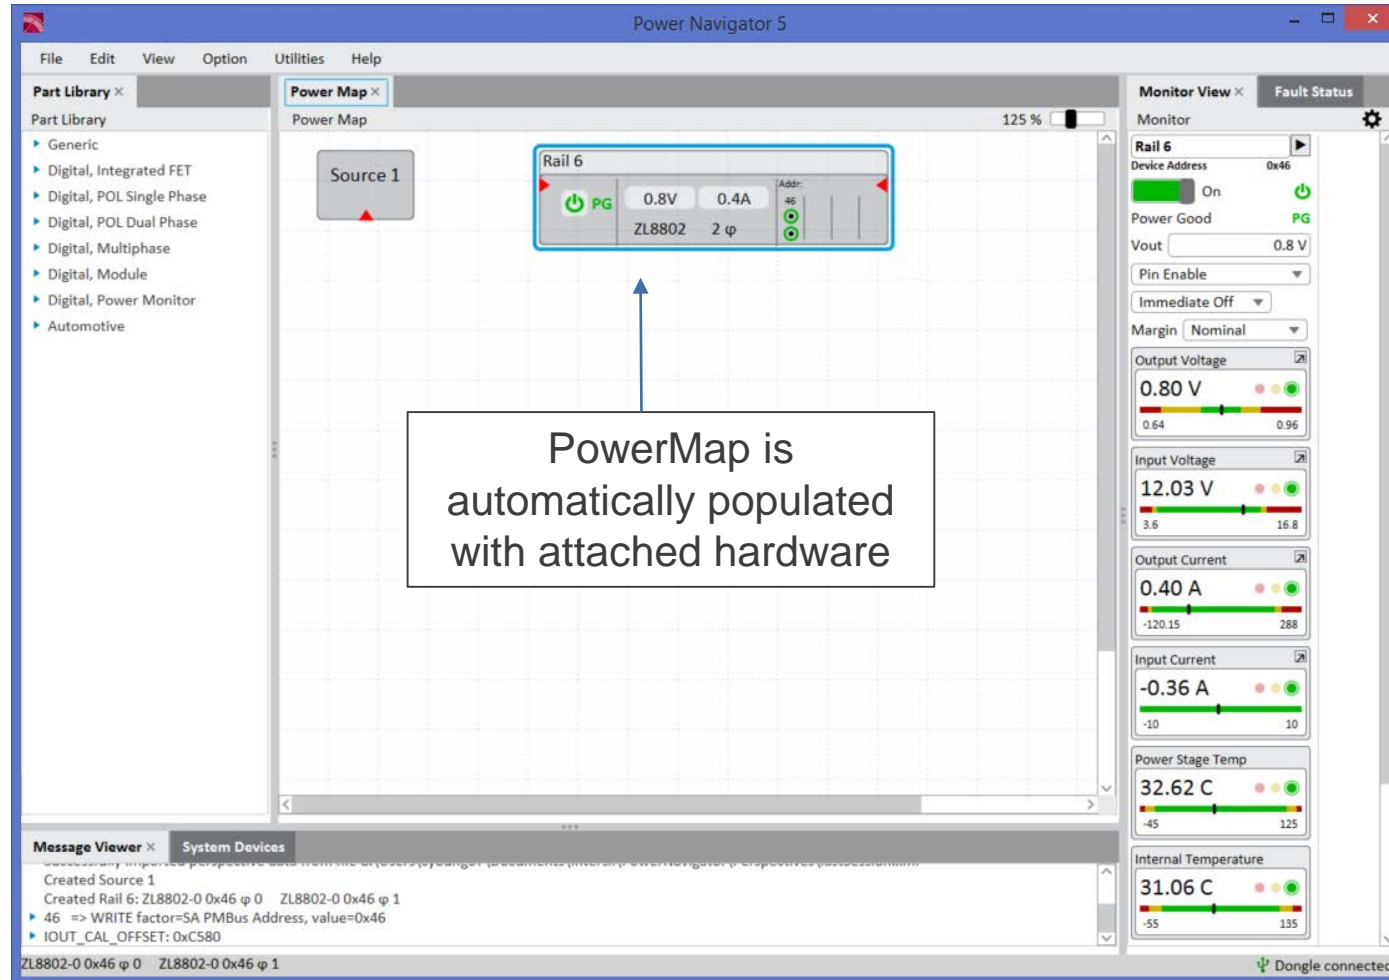 Power Navigator 5
File Edit View Option Utilities Help
Part Library
Part Library
Generic
Digital, Integrated FET
Digital, POL Single Phase
Digital, POL Dual Phase
Digital, Multiphase
Digital, Module
Digital, Power Monitor
Automotive
Power Map
Power Map 125 %
Source 1
Rail 6
PG 0.8V 0.4A
ZL8802 2 φ
Addr:
46
PowerMap is
automatically populated
with attached hardware
Monitor View Fault Status
Monitor
Rail 6
Device Address 0x46
On
Power Good PG
Vout 0.8 V
Pin Enable
Immediate Off
Margin Nominal
Output Voltage
0.80 V
0.64 0.96
Input Voltage
12.03 V
3.6 16.8
Output Current
0.40 A
-120.15 288
Input Current
-0.36 A
-10 10
Power Stage Temp
32.62 C
-45 125
Internal Temperature
31.06 C
-55 135
Message Viewer System Devices
Created Source 1
Created Rail 6: ZL8802-0 0x46 φ 0 ZL8802-0 0x46 φ 1
46 => WRITE factor=SA PMBus Address, value=0x46
IOUT_CAL_OFFSET: 0xC580
ZL8802-0 0x46 φ 0 ZL8802-0 0x46 φ 1
Dongle connected